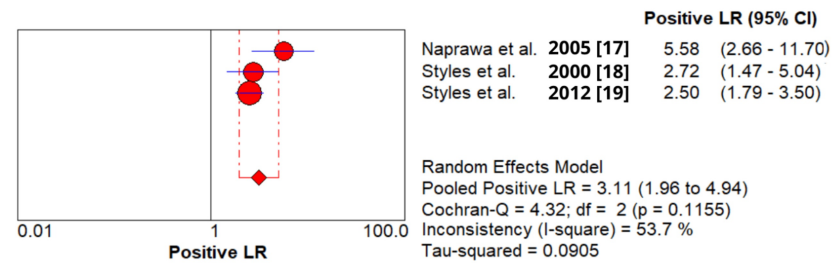 Positive LR (95% CI)
Naprawa et al. 2005 [17] 5.58 (2.66 - 11.70)
Styles et al. 2000 [18] 2.72 (1.47 - 5.04)
Styles et al. 2012 [19] 2.50 (1.79 - 3.50)
Random Effects Model
Pooled Positive LR = 3.11 (1.96 to 4.94)
Cochran-Q = 4.32; df = 2 (p = 0.1155)
Inconsistency (I-square) = 53.7 %
Tau-squared = 0.0905
0.01 1 100.0
Positive LR